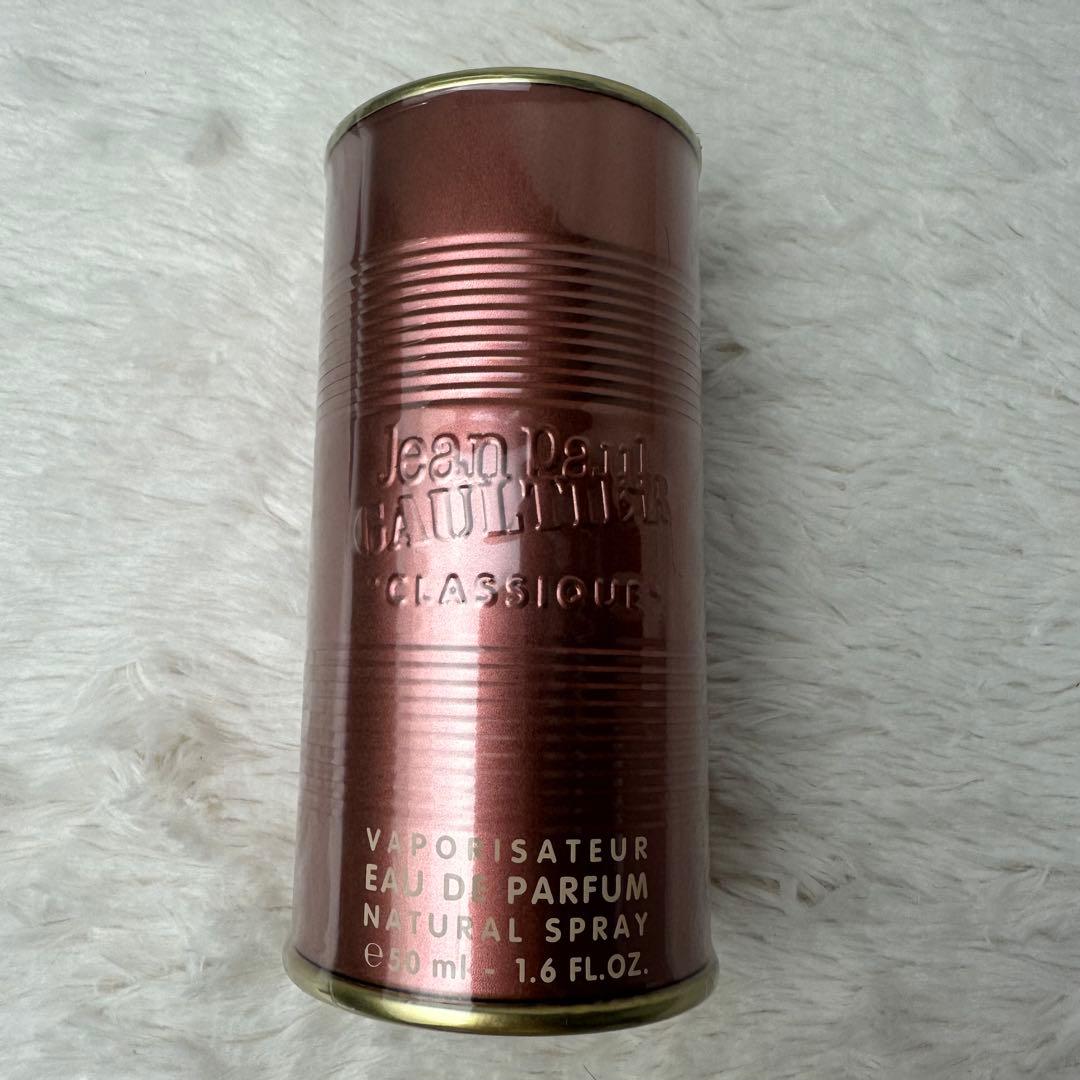 Jean Paul
GAULTIER
"CLASSIQUE"
VAPORISATEUR
EAU DE PARFUM
NATURAL SPRAY
℮50 ml - 1.6 FL.OZ.